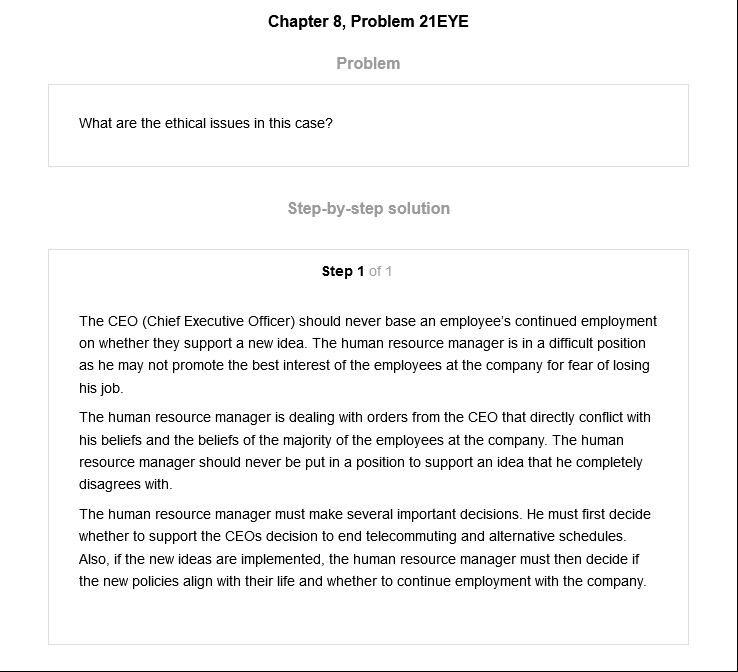 Chapter 8, Problem 21EYE
Problem
What are the ethical issues in this case?
Step-by-step solution
Step 1 of 1
The CEO (Chief Executive Officer) should never base an employee's continued employment
on whether they support a new idea. The human resource manager is in a difficult position
as he may not promote the best interest of the employees at the company for fear of losing
his job.
The human resource manager is dealing with orders from the CEO that directly conflict with
his beliefs and the beliefs of the majority of the employees at the company. The human
resource manager should never be put in a position to support an idea that he completely
disagrees with.
The human resource manager must make several important decisions. He must first decide
whether to support the CEOs decision to end telecommuting and alternative schedules.
Also, if the new ideas are implemented, the human resource manager must then decide if
the new policies align with their life and whether to continue employment with the company.